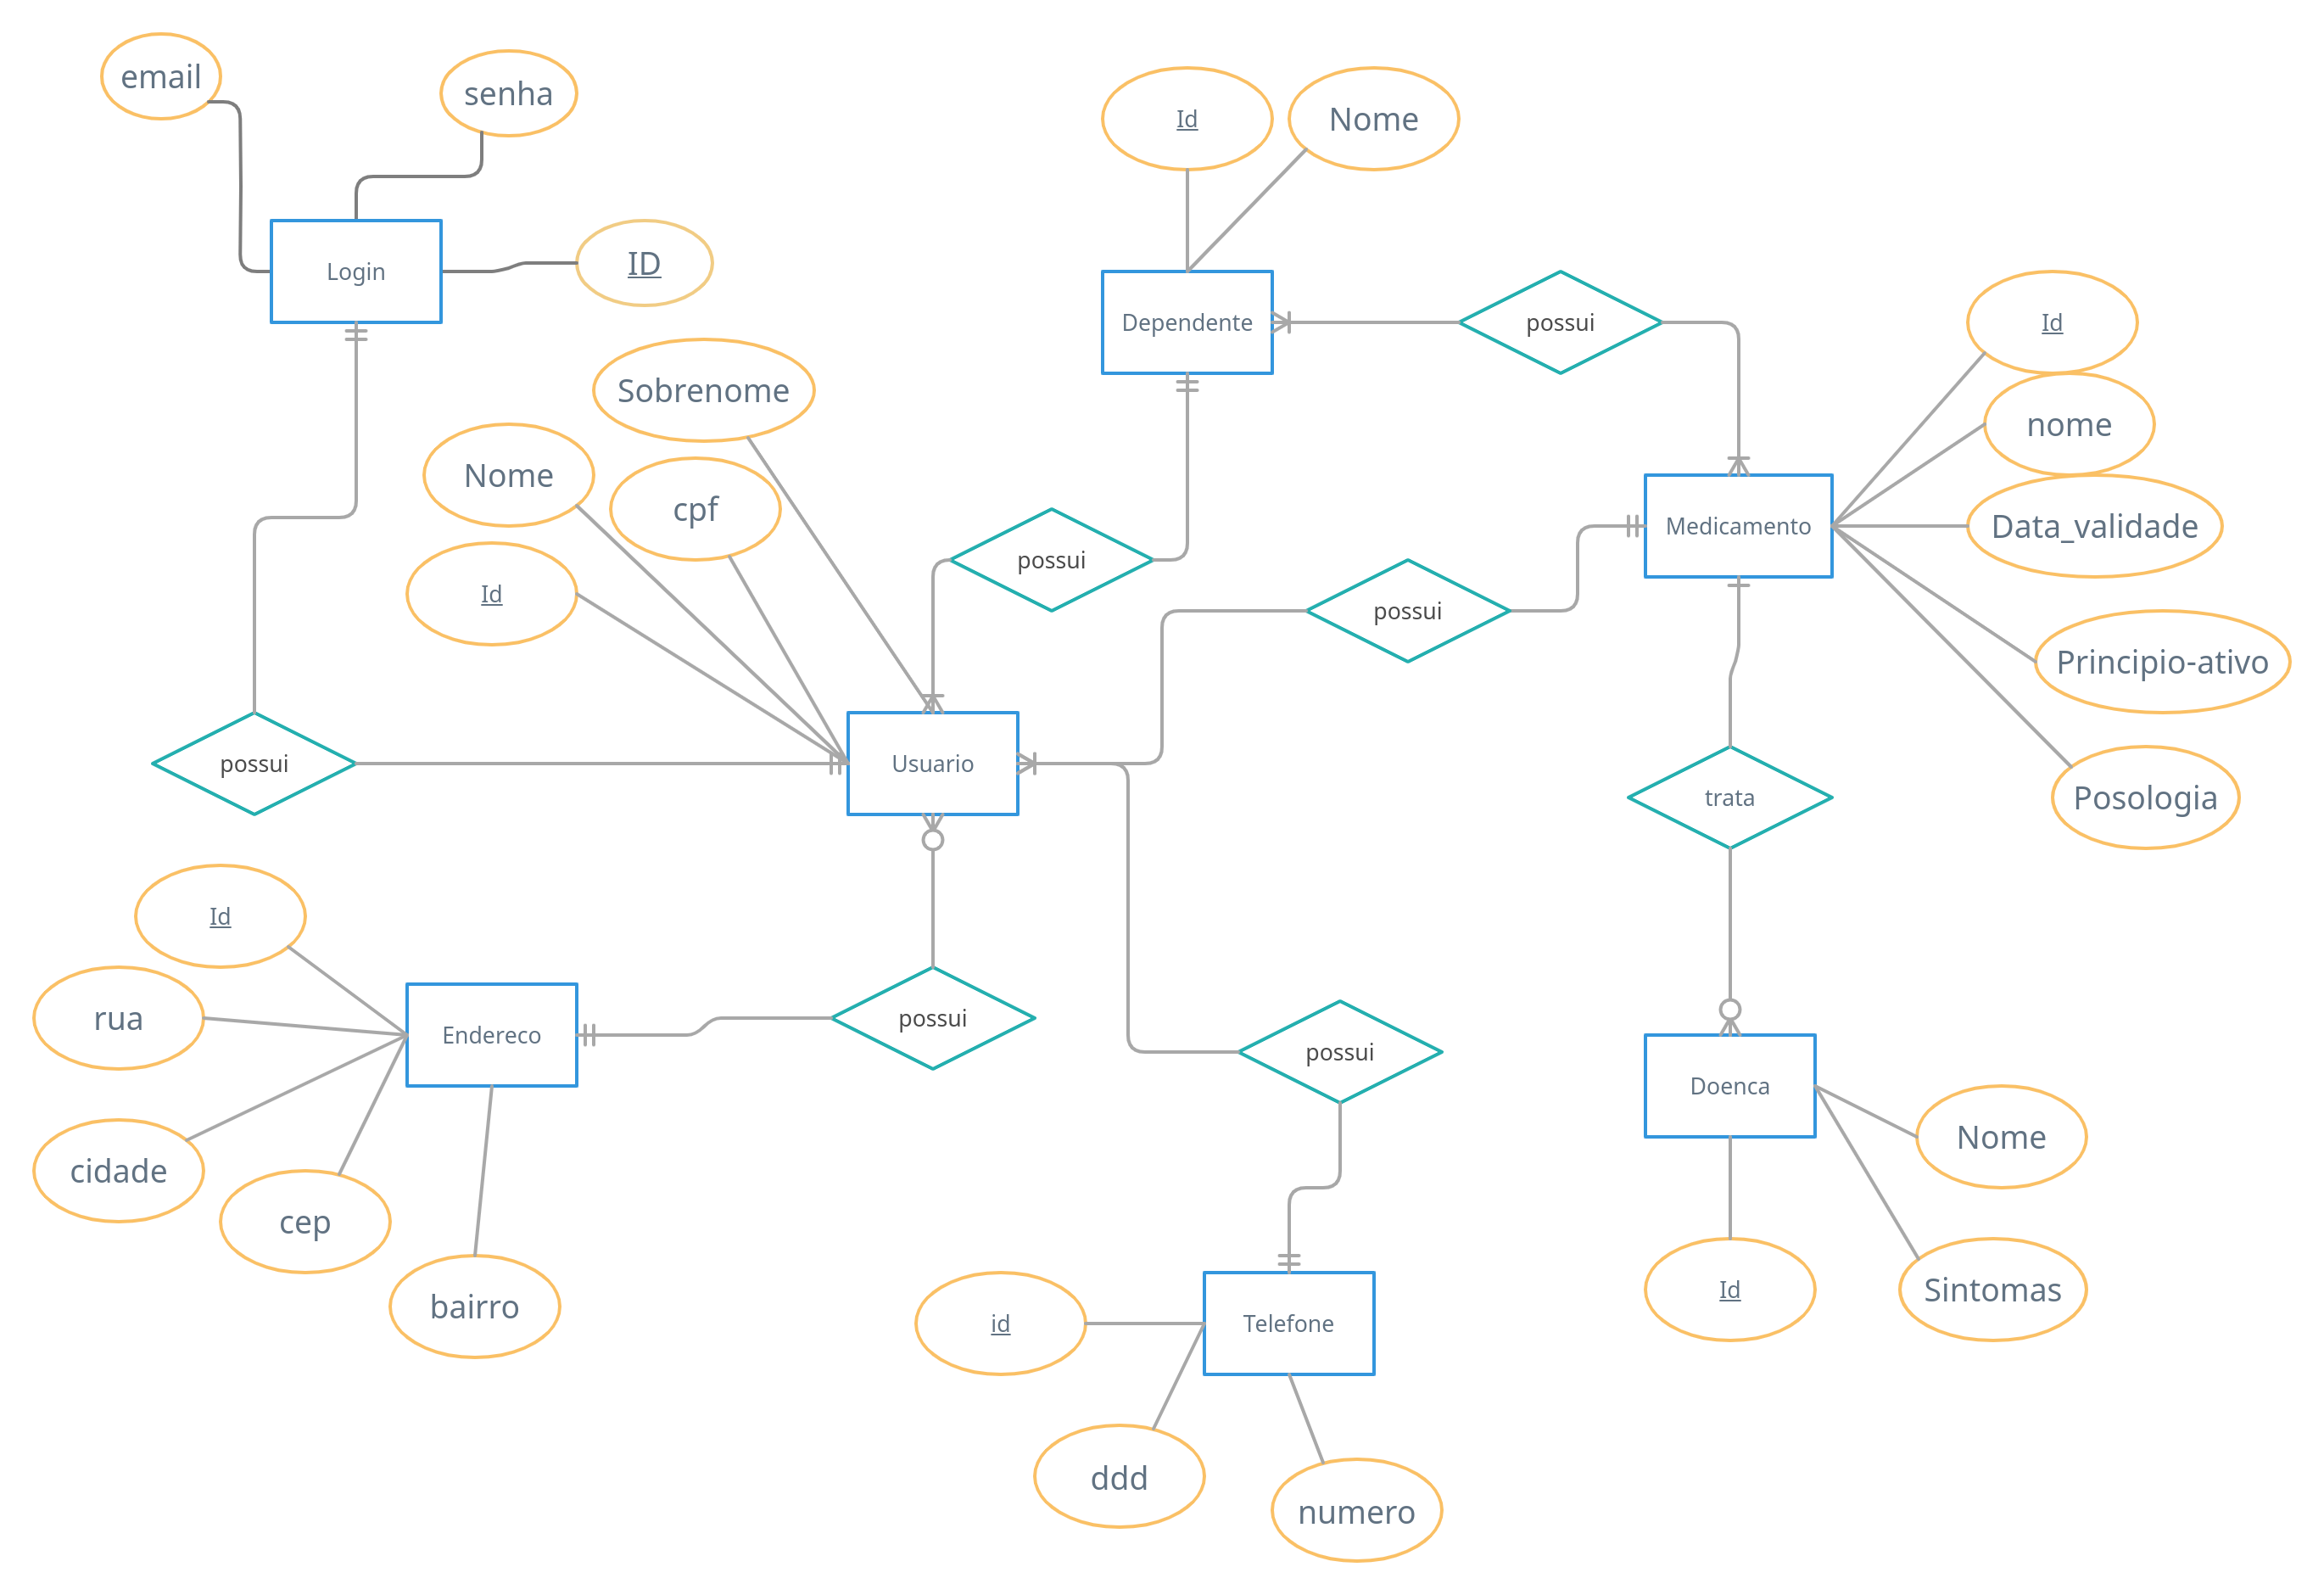 email
senha
Id
Nome
Login
ID
Dependente
possui
Id
Sobrenome
nome
Nome
cpf
Data_validade
Medicamento
possui
Id
possui
Principio-ativo
possui
Usuario
trata
Posologia
Id
rua
Endereco
possui
possui
Doenca
Nome
cidade
cep
bairro
id
Telefone
Id
Sintomas
ddd
numero